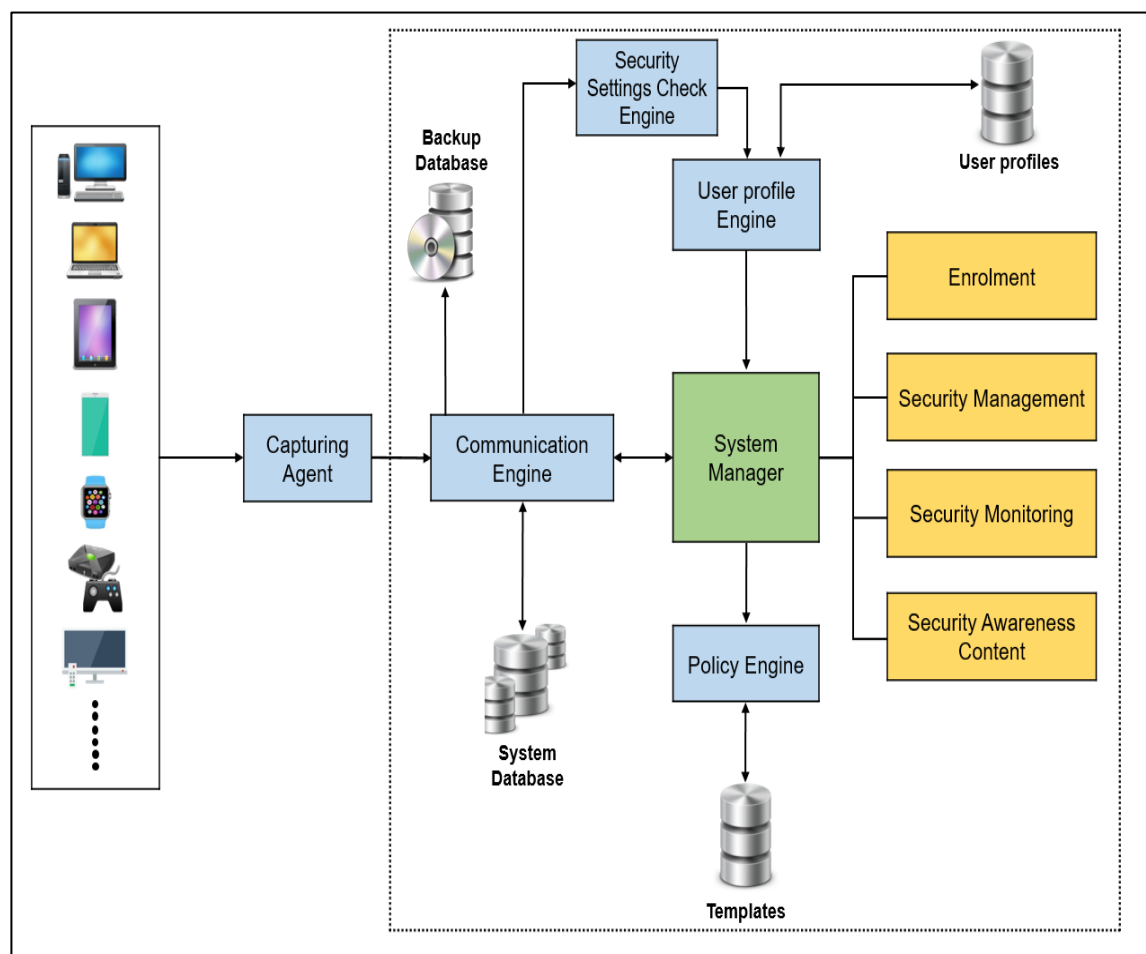 Security
Settings Check
Engine
User profiles
Backup
Database
User profile
Engine
Enrolment
Security Management
Capturing
Agent
Communication
Engine
System
Manager
Security Monitoring
Security Awareness
Content
Policy Engine
System
Database
Templates